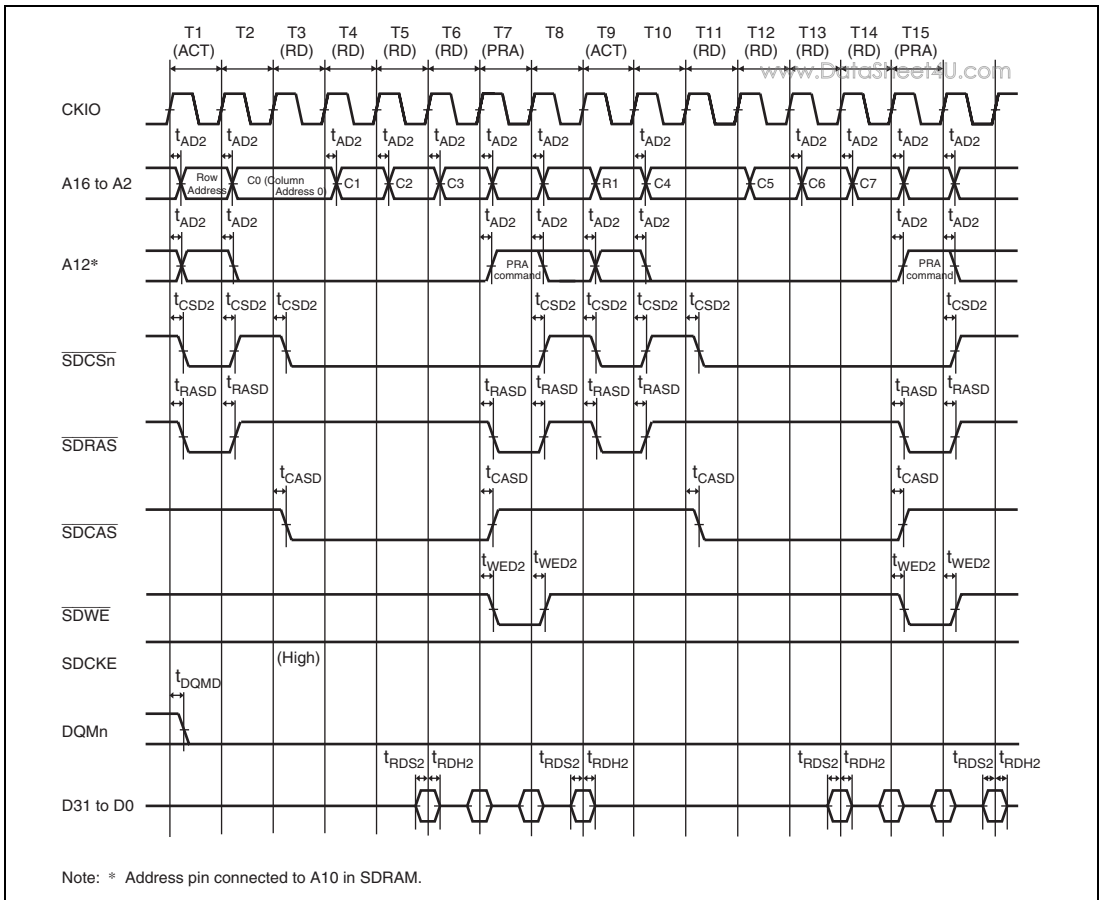 T1 T2 T3 T4 T5 T6 T7 T8 T9 T10 T11 T12 T13 T14 T15
(ACT) (RD) (RD) (RD) (RD) (PRA) (ACT) (RD) (RD) (RD) (RD) (PRA)
www.DataSheet4U.com
CKIO
tAD2 tAD2 tAD2 tAD2 tAD2 tAD2 tAD2 tAD2 tAD2 tAD2 tAD2 tAD2 tAD2
A16 to A2 Row Address C0 (Column Address 0) C1 C2 C3 R1 C4 C5 C6 C7
tAD2 tAD2 tAD2 tAD2 tAD2 tAD2 tAD2 tAD2
A12* PRA command PRA command
tCSD2 tCSD2 tCSD2 tCSD2 tCSD2 tCSD2 tCSD2 tCSD2
SDCSn
tRASD tRASD tRASD tRASD tRASD tRASD tRASD tRASD
SDRAS
tCASD tCASD tCASD tCASD
SDCAS
tWED2 tWED2 tWED2 tWED2
SDWE
SDCKE (High)
tDQMD
DQMn
tRDS2 tRDH2 tRDS2 tRDH2 tRDS2 tRDH2 tRDS2 tRDH2
D31 to D0
Note: * Address pin connected to A10 in SDRAM.